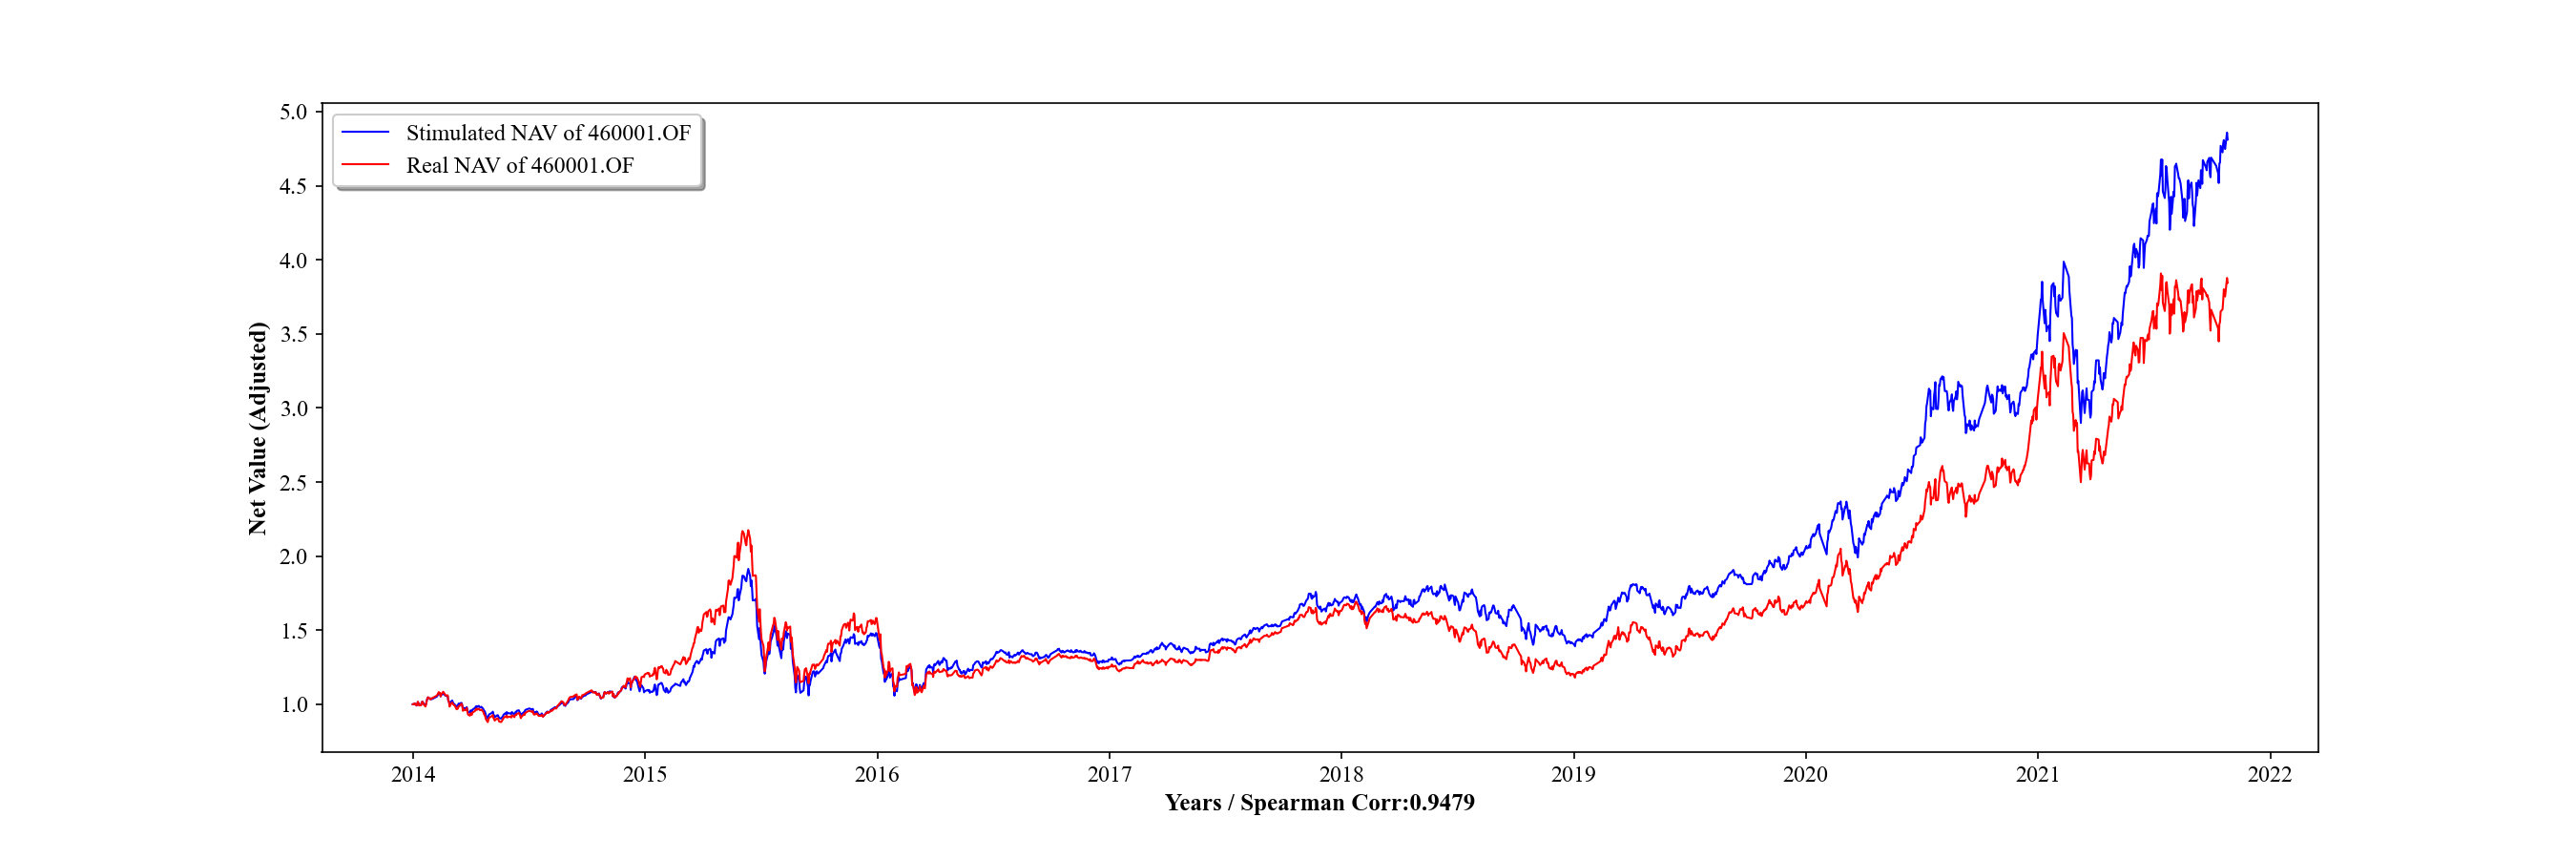 Stimulated NAV of 460001.OF
Real NAV of 460001.OF
Net Value (Adjusted)
5.0
4.5
4.0
3.5
3.0
2.5
2.0
1.5
1.0
2014 2015 2016 2017 2018 2019 2020 2021 2022
Years / Spearman Corr:0.9479